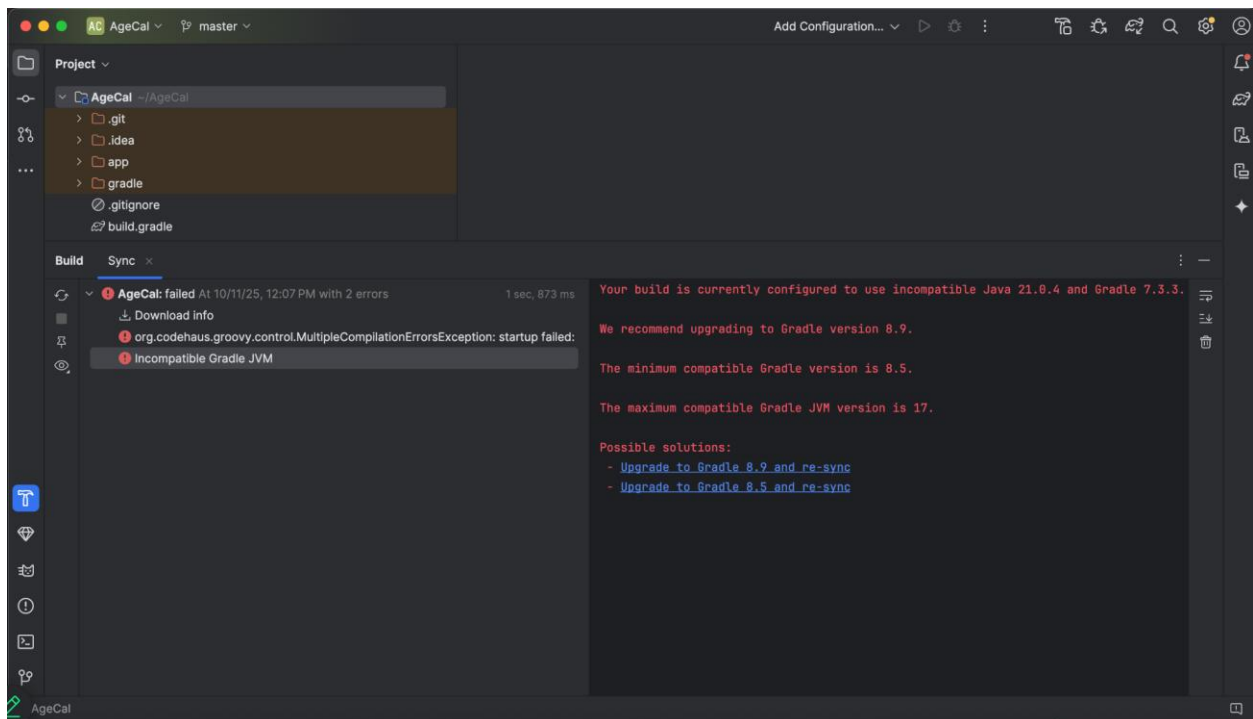 AC AgeCal master Add Configuration...
Project
AgeCal ~/AgeCal
.git
.idea
app
gradle
.gitignore
build.gradle
Build Sync
AgeCal: failed At 10/11/25, 12:07 PM with 2 errors 1 sec, 873 ms
Download info
org.codehaus.groovy.control.MultipleCompilationErrorsException: startup failed:
Incompatible Gradle JVM
Your build is currently configured to use incompatible Java 21.0.4 and Gradle 7.3.3.
We recommend upgrading to Gradle version 8.9.
The minimum compatible Gradle version is 8.5.
The maximum compatible Gradle JVM version is 17.
Possible solutions:
- Upgrade to Gradle 8.9 and re-sync
- Upgrade to Gradle 8.5 and re-sync
AgeCal